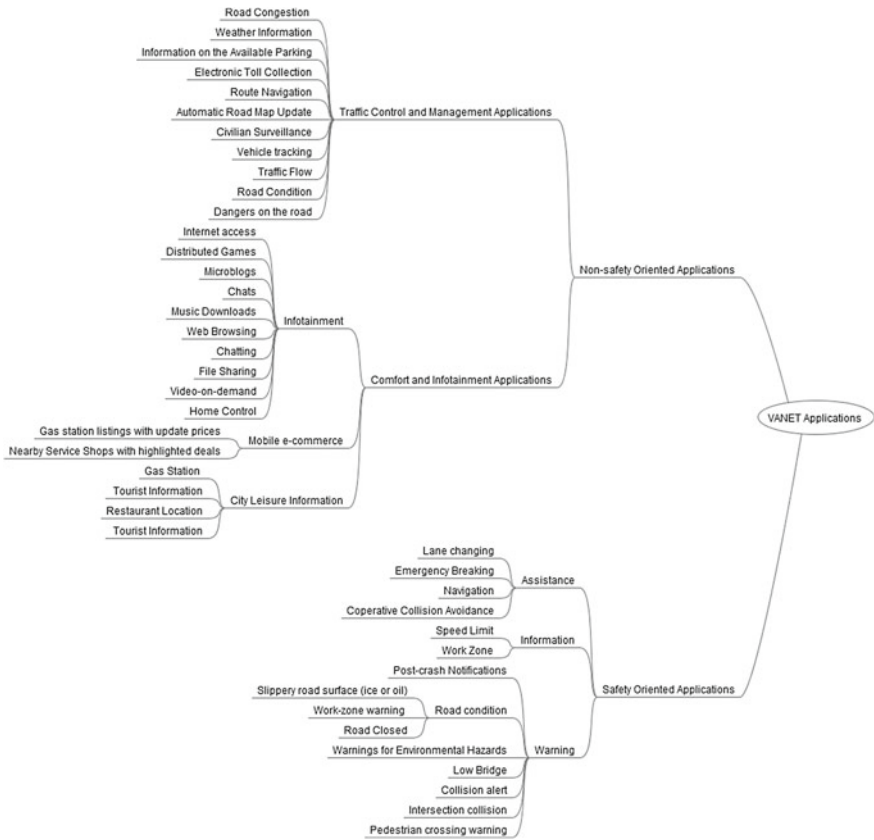 Road Congestion
Weather Information
Information on the Available Parking
Electronic Toll Collection
Route Navigation
Automatic Road Map Update
Civilian Surveillance
Vehicle tracking
Traffic Flow
Road Condition
Dangers on the road
Traffic Control and Management Applications
Internet access
Distributed Games
Microblogs
Chats
Music Downloads
Web Browsing
Chatting
File Sharing
Video-on-demand
Home Control
Infotainment
Gas station listings with update prices
Nearby Service Shops with highlighted deals
Mobile e-commerce
Gas Station
Tourist Information
Restaurant Location
Tourist Information
City Leisure Information
Comfort and Infotainment Applications
Non-safety Oriented Applications
VANET Applications
Lane changing
Emergency Breaking
Navigation
Coperative Collision Avoidance
Assistance
Speed Limit
Work Zone
Information
Post-crash Notifications
Slippery road surface (ice or oil)
Work-zone warning
Road Closed
Road condition
Warnings for Environmental Hazards
Low Bridge
Collision alert
Intersection collision
Pedestrian crossing warning
Warning
Safety Oriented Applications